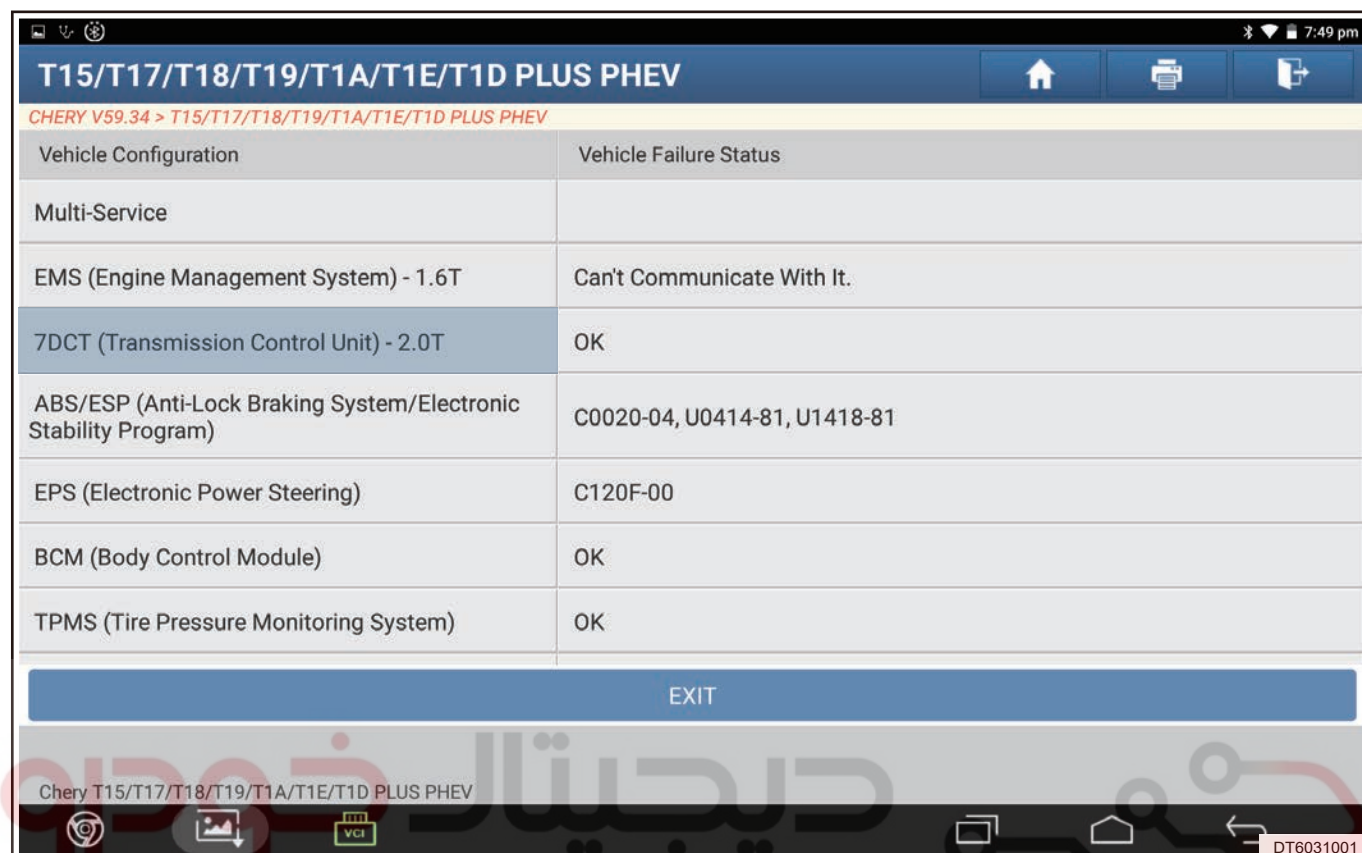 7:49 pm
T15/T17/T18/T19/T1A/T1E/T1D PLUS PHEV
CHERY V59.34 > T15/T17/T18/T19/T1A/T1E/T1D PLUS PHEV
Vehicle Configuration Vehicle Failure Status
Multi-Service
EMS (Engine Management System) - 1.6T Can't Communicate With It.
7DCT (Transmission Control Unit) - 2.0T OK
ABS/ESP (Anti-Lock Braking System/Electronic
Stability Program) C0020-04, U0414-81, U1418-81
EPS (Electronic Power Steering) C120F-00
BCM (Body Control Module) OK
TPMS (Tire Pressure Monitoring System) OK
EXIT
دیجیتال خودرو
Chery T15/T17/T18/T19/T1A/T1E/T1D PLUS PHEV
VCI
DT6031001